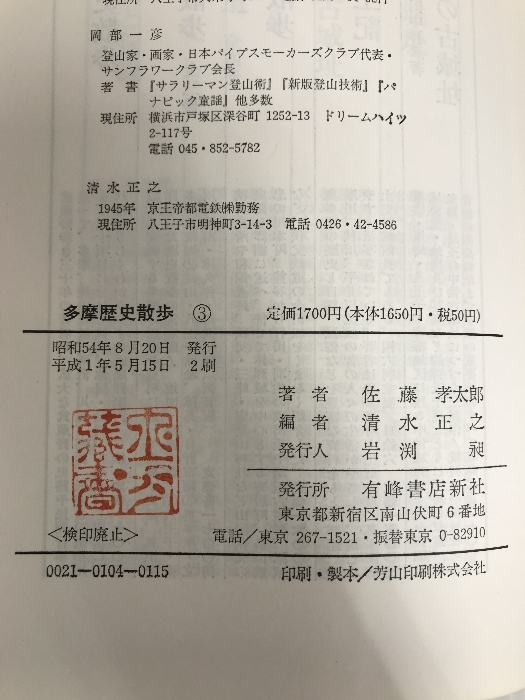 岡部一彦
登山家・画家・日本パイプスモーカーズクラブ代表・
サンフラワークラブ会長
著書 『サラリーマン登山術』『新版登山技術』『パ
ナピック童謡』他多数
現住所 横浜市戸塚区深谷町1252-13 ドリームハイツ
2-117号
電話045・852-5782
清水正之
1945年 京王帝都電鉄㈱勤務
現住所 八王子市明神町3-14-3 電話0426・42-4586
多摩歴史散歩 ③ 定価1700円(本体1650円・税50円)
昭和54年8月20日 発行
平成1年5月15日 2刷
著者 佐藤孝太郎
編者 清水正之
発行人 岩渕 昶
発行所 有峰書店新社
東京都新宿区南山伏町6番地
<検印廃止> 電話/東京 267-1521・振替東京 0-82910
0021-0104-0115 印刷・製本/芳山印刷株式会社